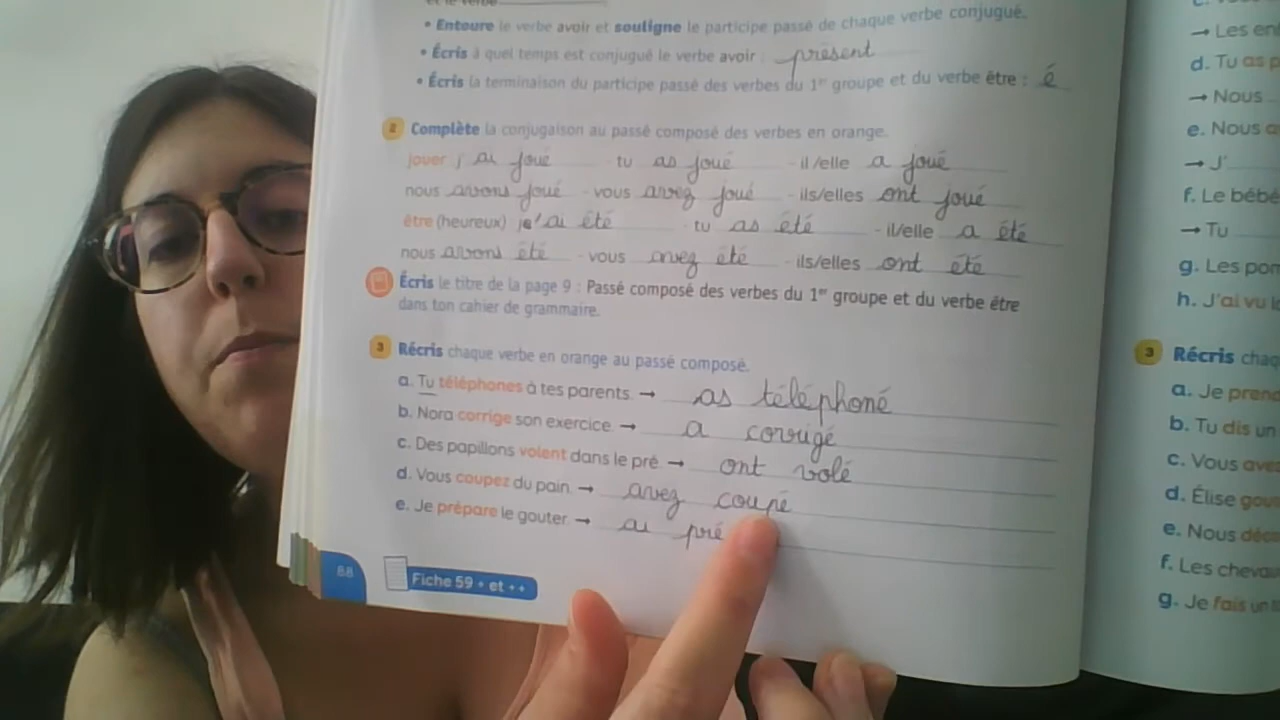 • Entoure le verbe avoir et souligne le participe passé de chaque verbe conjugué.
• Écris à quel temps est conjugué le verbe avoir : présent
• Écris la terminaison du participe passé des verbes du 1er groupe et du verbe être : é
2 Complète la conjugaison au passé composé des verbes en orange.
jouer j' ai joué - tu as joué - il/elle a joué
nous avons joué - vous avez joué - ils/elles ont joué
être (heureux) j'ai été - tu as été - il/elle a été
nous avons été - vous avez été - ils/elles ont été
Écris le titre de la page 9 : Passé composé des verbes du 1er groupe et du verbe être
dans ton cahier de grammaire.
3 Récris chaque verbe en orange au passé composé.
a. Tu téléphones à tes parents. → as téléphoné
b. Nora corrige son exercice. → a corrigé
c. Des papillons volent dans le pré. → ont volé
d. Vous coupez du pain. → avez coupé
e. Je prépare le gouter. → ai pré
88
Fiche 59 + et ++
→ Les
d. Tu as
→ Nous
e. Nous
→ J'
f. Le bébé
→ Tu
g. Les
h. J'ai vu
3 Récris
a. Je
b. Tu dis un
c. Vous
d. Élise
e. Nous
f. Les
g. Je fais un